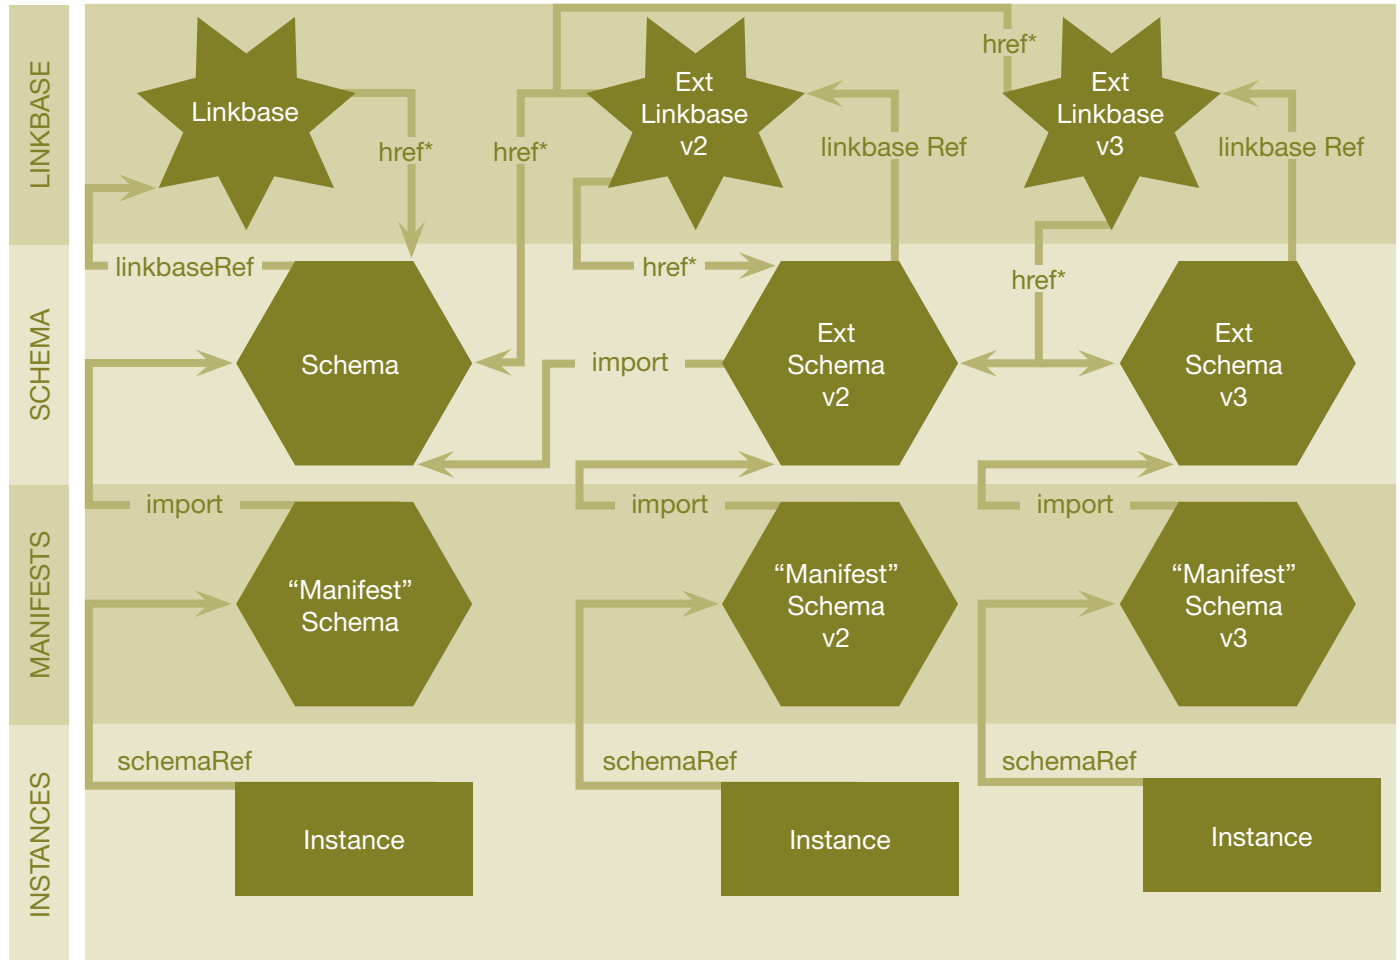 LINKBASE
Linkbase
href*
href*
Ext
Linkbase
v2
linkbase Ref
href*
Ext
Linkbase
v3
linkbase Ref
linkbaseRef
href*
href*
SCHEMA
Schema
import
Ext
Schema
v2
Ext
Schema
v3
import
import
import
MANIFESTS
“Manifest”
Schema
“Manifest”
Schema
v2
“Manifest”
Schema
v3
schemaRef
schemaRef
schemaRef
INSTANCES
Instance
Instance
Instance